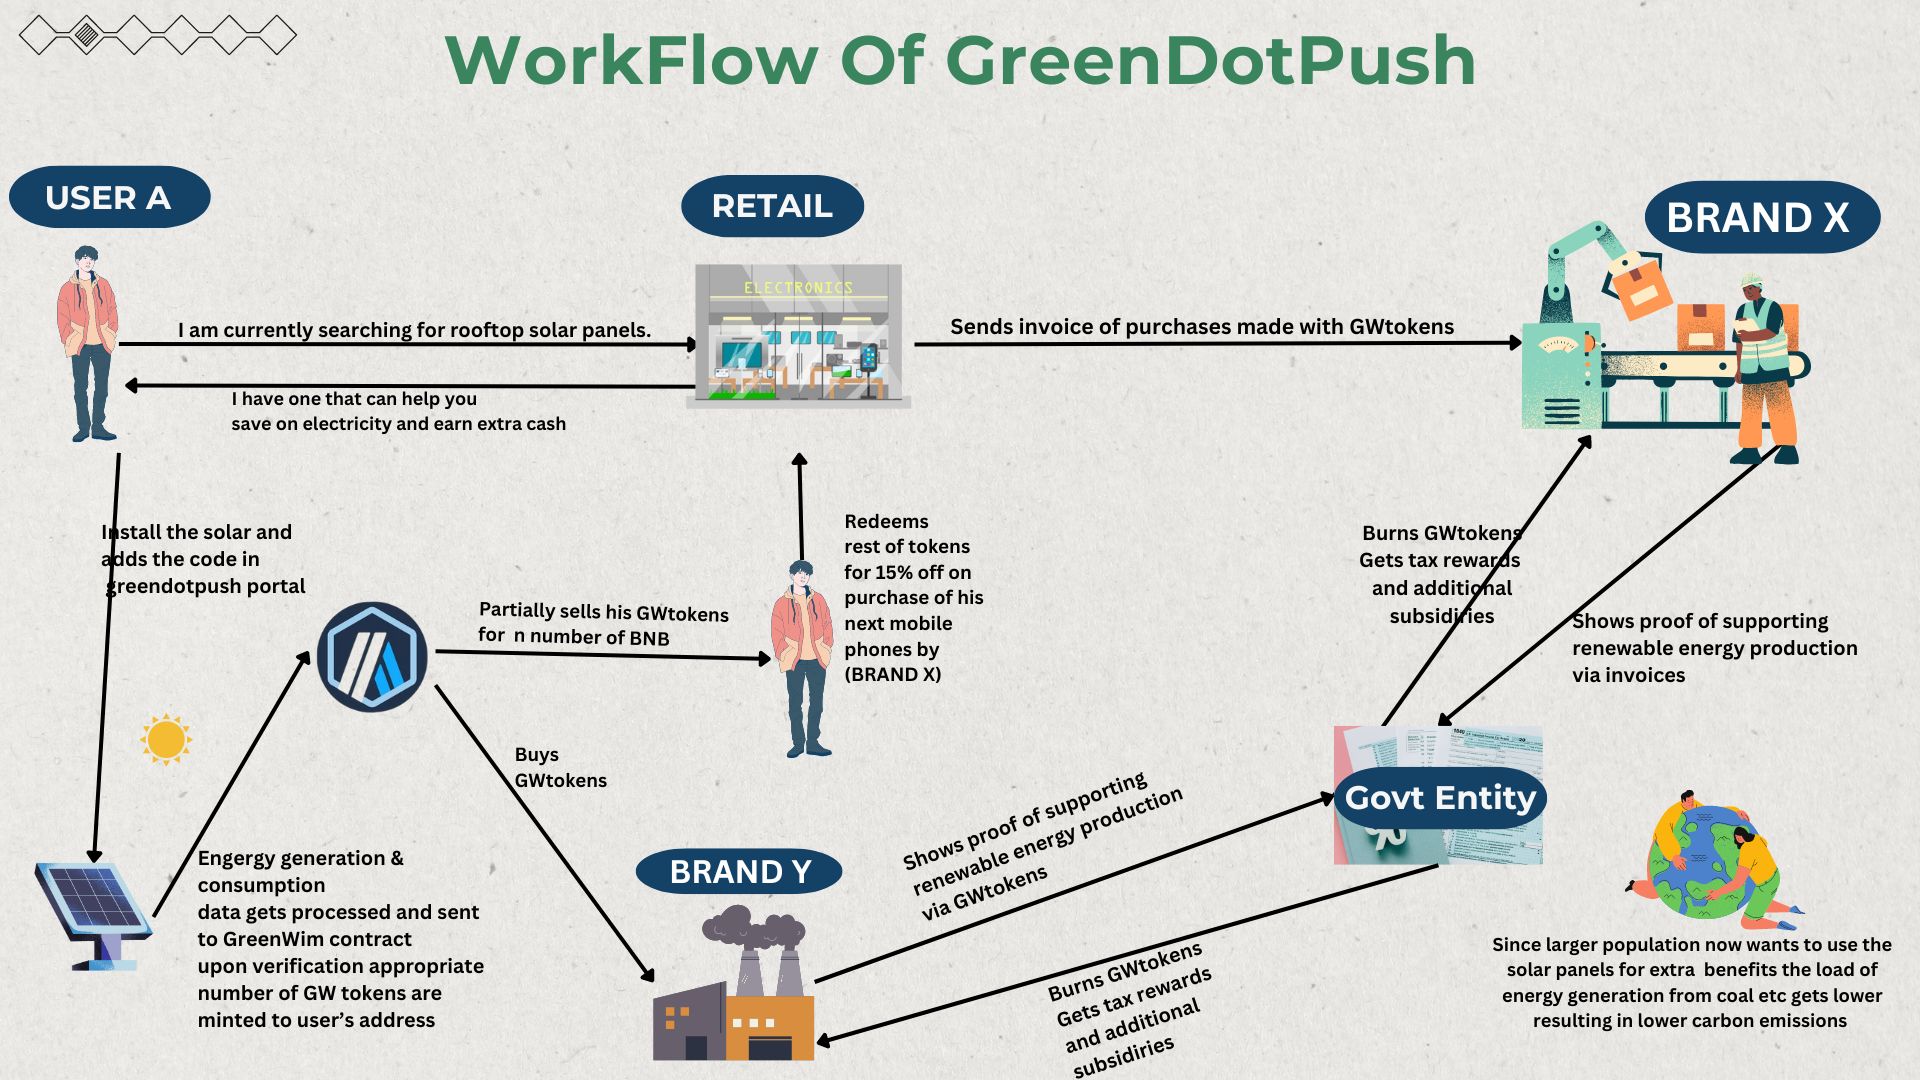 WorkFlow Of GreenDotPush
USER A
RETAIL
BRAND X
ELECTRONICS
I am currently searching for rooftop solar panels.
Sends invoice of purchases made with GWtokens
I have one that can help you
save on electricity and earn extra cash
Install the solar and
adds the code in
greendotpush portal
Partially sells his GWtokens
for n number of BNB
Redeems
rest of tokens
for 15% off on
purchase of his
next mobile
phones by
(BRAND X)
Burns GWtokens
Gets tax rewards
and additional
subsidiries
Shows proof of supporting
renewable energy production
via invoices
Buys
GWtokens
Engergy generation &
consumption
data gets processed and sent
to GreenWim contract
upon verification appropriate
number of GW tokens are
minted to user’s address
BRAND Y
Shows proof of supporting
renewable energy production
via GWtokens
1040
Govt Entity
%
Burns GWtokens
Gets tax rewards
and additional
subsidiries
Since larger population now wants to use the
solar panels for extra benefits the load of
energy generation from coal etc gets lower
resulting in lower carbon emissions